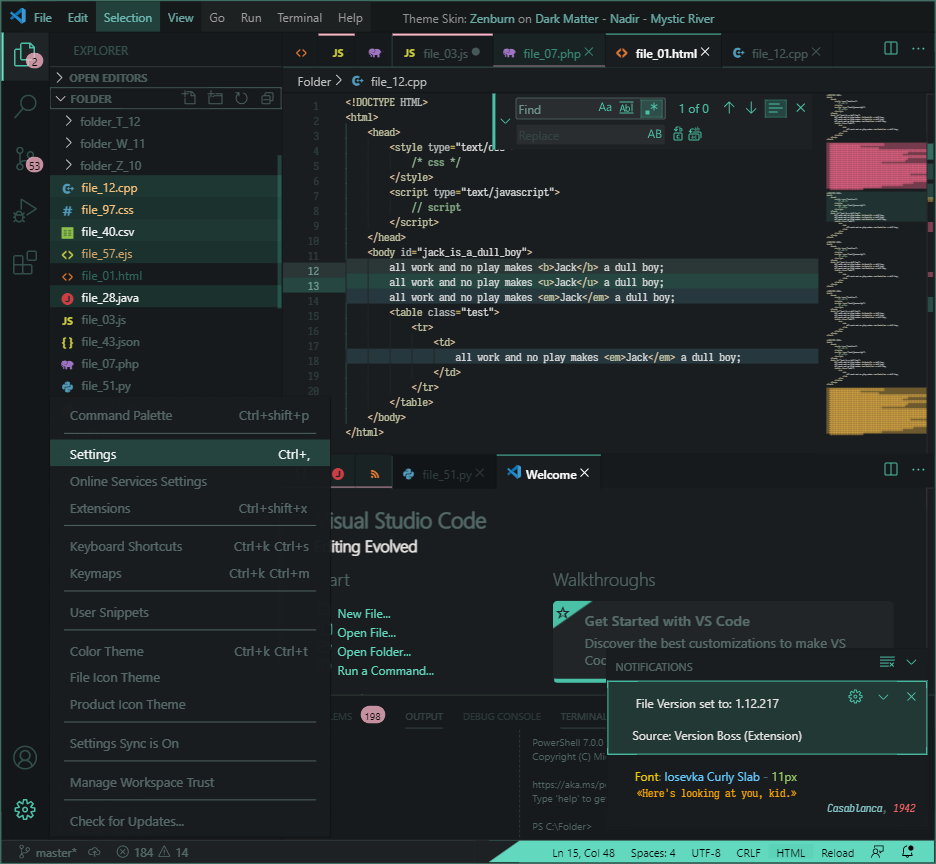 File Edit Selection View Go Run Terminal Help Theme Skin: Zenburn on Dark Matter - Nadir - Mystic River
2
EXPLORER
OPEN EDITORS
FOLDER
folder_T_12
folder_W_11
folder_Z_10
53
file_12.cpp
# file_97.css
file_40.csv
<> file_57.ejs
<> file_01.html
J file_28.java
JS file_03.js
{} file_43.json
file_07.php
file_51.py
<> JS JS file_03.js file_07.php <> file_01.html file_12.cpp
Folder > file_12.cpp
Find Aa Abl .* 1 of 0
Replace AB
1 <!DOCTYPE HTML>
2 <html>
3 <head>
4 <style type="text/
5 /* css */
6 </style>
7 <script type="text/javascript">
8 // script
9 </script>
10 </head>
11 <body id="jack_is_a_dull_boy">
12 all work and no play makes <b>Jack</b> a dull boy;
13 all work and no play makes <u>Jack</u> a dull boy;
14 all work and no play makes <em>Jack</em> a dull boy;
15 <table class="test">
16 <tr>
17 <td>
18 all work and no play makes <em>Jack</em> a dull boy;
19 </td>
20 </tr>
</table>
</body>
</html>
Command Palette Ctrl+shift+p
Settings Ctrl+,
Online Services Settings
Extensions Ctrl+shift+x
Keyboard Shortcuts Ctrl+k Ctrl+s
Keymaps Ctrl+k Ctrl+m
User Snippets
Color Theme Ctrl+k Ctrl+t
File Icon Theme
Product Icon Theme
Settings Sync is On
Manage Workspace Trust
Check for Updates...
J file_51.py Welcome
isual Studio Code
iting Evolved
art
New File...
Open File...
Open Folder...
Run a Command...
Walkthroughs
Get Started with VS Code
Discover the best customizations to make VS
Coc
LEMS 198 OUTPUT DEBUG CONSOLE TERMINAL
PowerShell 7.0.0
Copyright (C) Mi
https://aka.ms/p
Type 'help' to ge
PS C:\Folder>
NOTIFICATIONS
File Version set to: 1.12.217
Source: Version Boss (Extension)
Font: Iosevka Curly Slab - 11px
«Here's looking at you, kid.»
Casablanca, 1942
master* 184 14 Ln 15, Col 48 Spaces: 4 UTF-8 CRLF HTML Reload